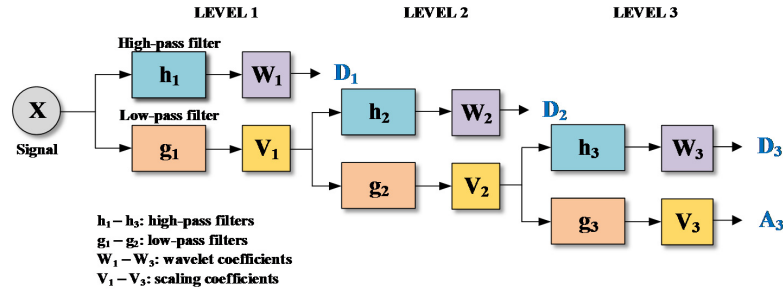 LEVEL 1 LEVEL 2 LEVEL 3
High-pass filter
h₁ W₁ D₁
X
Signal
Low-pass filter
g₁ V₁
h₂ W₂ D₂
g₂ V₂
h₃ W₃ D₃
g₃ V₃ A₃
h₁ – h₃: high-pass filters
g₁ – g₂: low-pass filters
W₁ – W₃: wavelet coefficients
V₁ – V₃: scaling coefficients